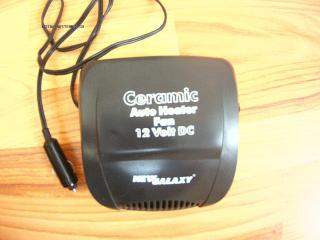 Ceramic
Auto Heater
Fan
12 Volt DC
NEW GALAXY